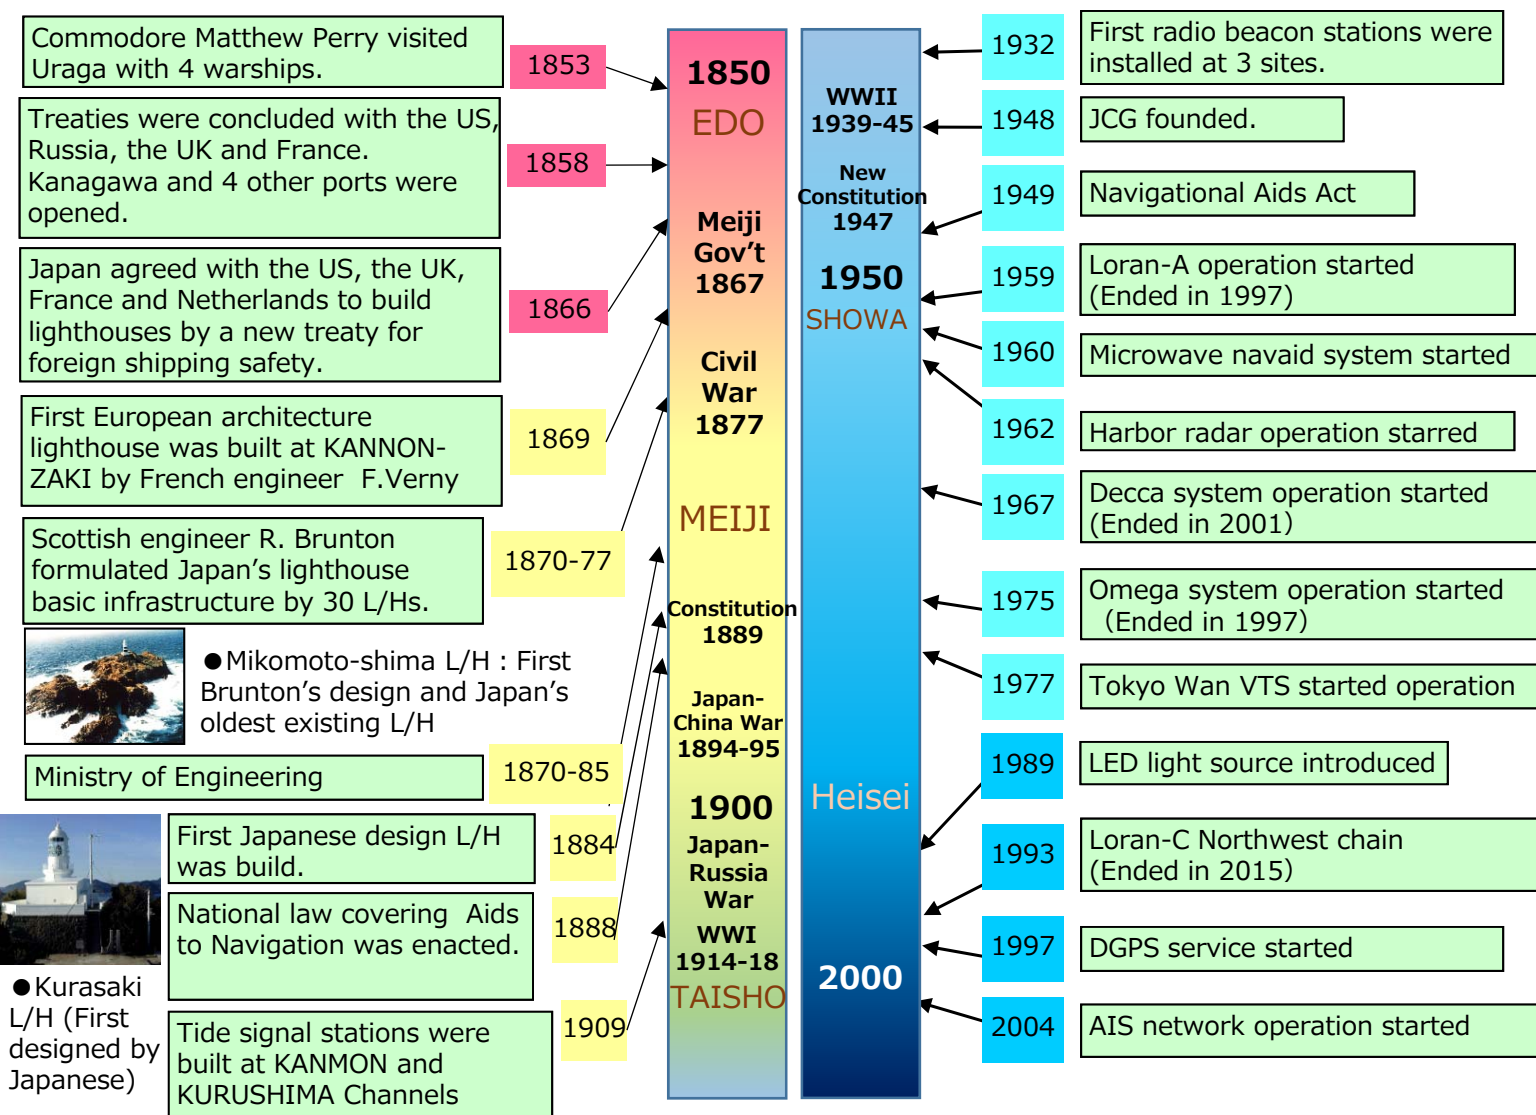 Commodore Matthew Perry visited
Uraga with 4 warships.
1853
Treaties were concluded with the US,
Russia, the UK and France.
Kanagawa and 4 other ports were
opened.
1858
Japan agreed with the US, the UK,
France and Netherlands to build
lighthouses by a new treaty for
foreign shipping safety.
1866
First European architecture
lighthouse was built at KANNON-
ZAKI by French engineer F.Verny
1869
Scottish engineer R. Brunton
formulated Japan's lighthouse
basic infrastructure by 30 L/Hs.
1870-77
●Mikomoto-shima L/H : First
Brunton's design and Japan's
oldest existing L/H
Ministry of Engineering
1870-85
First Japanese design L/H
was build.
1884
National law covering Aids
to Navigation was enacted.
1888
●Kurasaki
L/H (First
designed by
Japanese)
Tide signal stations were
built at KANMON and
KURUSHIMA Channels
1909
1850
EDO
Meiji
Gov't
1867
Civil
War
1877
MEIJI
Constitution
1889
Japan-
China War
1894-95
1900
Japan-
Russia
War
WWI
1914-18
TAISHO
WWII
1939-45
New
Constitution
1947
1950
SHOWA
Heisei
2000
1932
First radio beacon stations were
installed at 3 sites.
1948
JCG founded.
1949
Navigational Aids Act
1959
Loran-A operation started
(Ended in 1997)
1960
Microwave navaid system started
1962
Harbor radar operation starred
1967
Decca system operation started
(Ended in 2001）
1975
Omega system operation started
（Ended in 1997）
1977
Tokyo Wan VTS started operation
1989
LED light source introduced
1993
Loran-C Northwest chain
(Ended in 2015）
1997
DGPS service started
2004
AIS network operation started